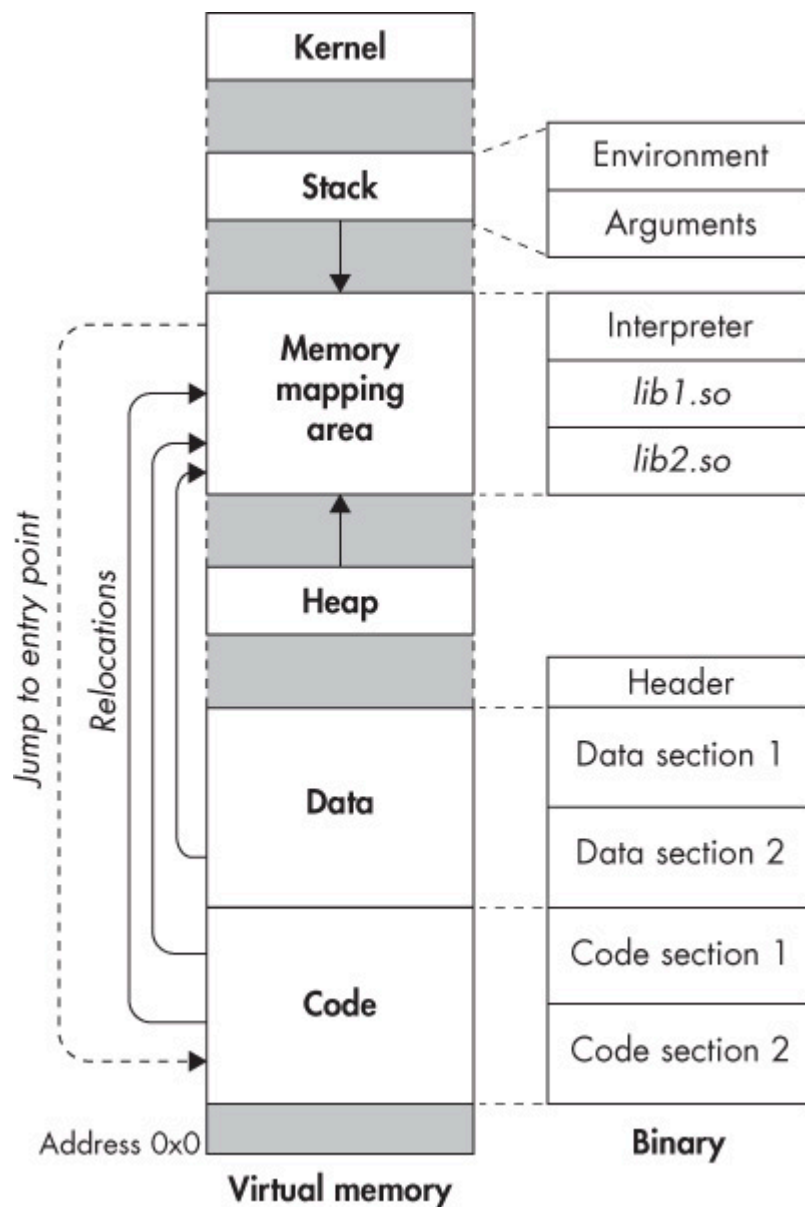 Kernel
Stack
Environment
Arguments
Memory
mapping
area
Interpreter
lib1.so
lib2.so
Jump to entry point
Relocations
Heap
Header
Data
Data section 1
Data section 2
Code
Code section 1
Code section 2
Address 0x0
Virtual memory
Binary